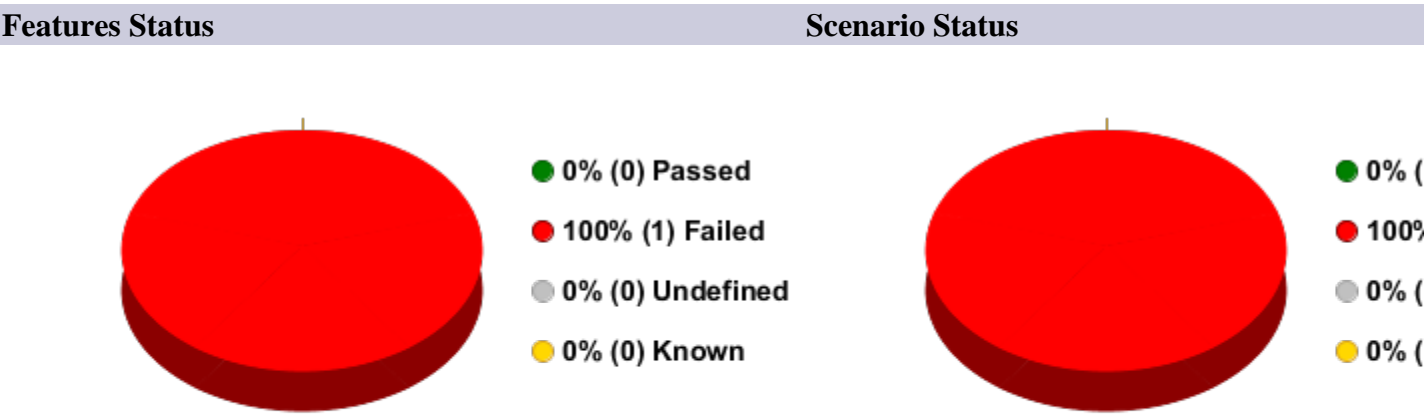 Features Status
Scenario Status
0% (0) Passed
100% (1) Failed
0% (0) Undefined
0% (0) Known
0% (
100%
0% (
0% (